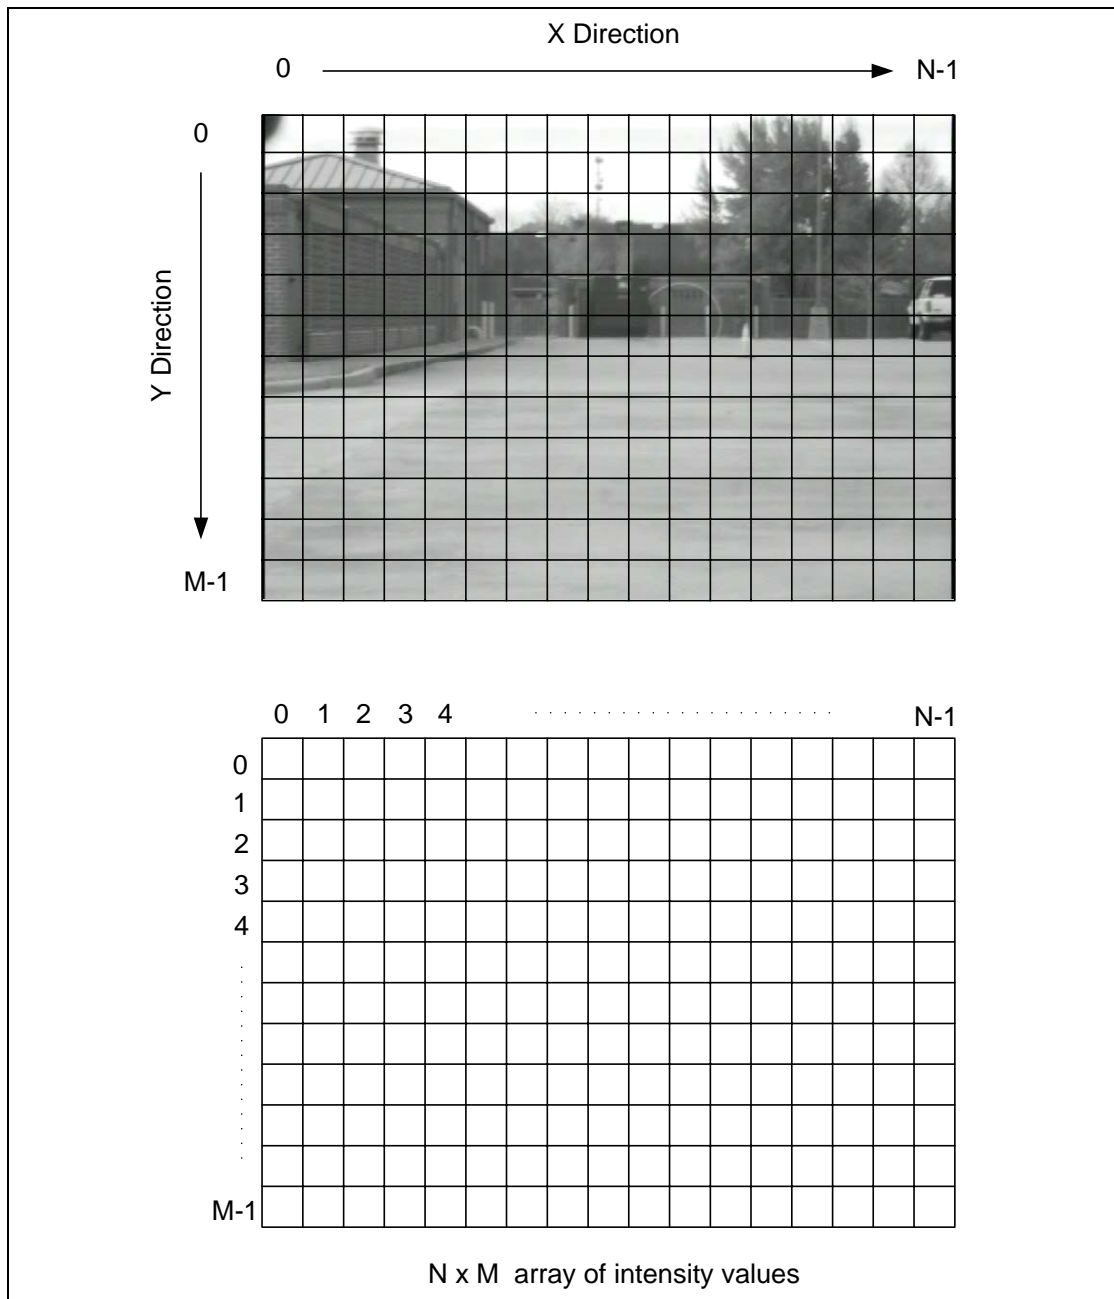 X Direction
0 N-1
0
Y Direction
M-1
0 1 2 3 4 . . . . . . . . . . . . . . . . . . . . . N-1
0
1
2
3
4
M-1
N x M array of intensity values